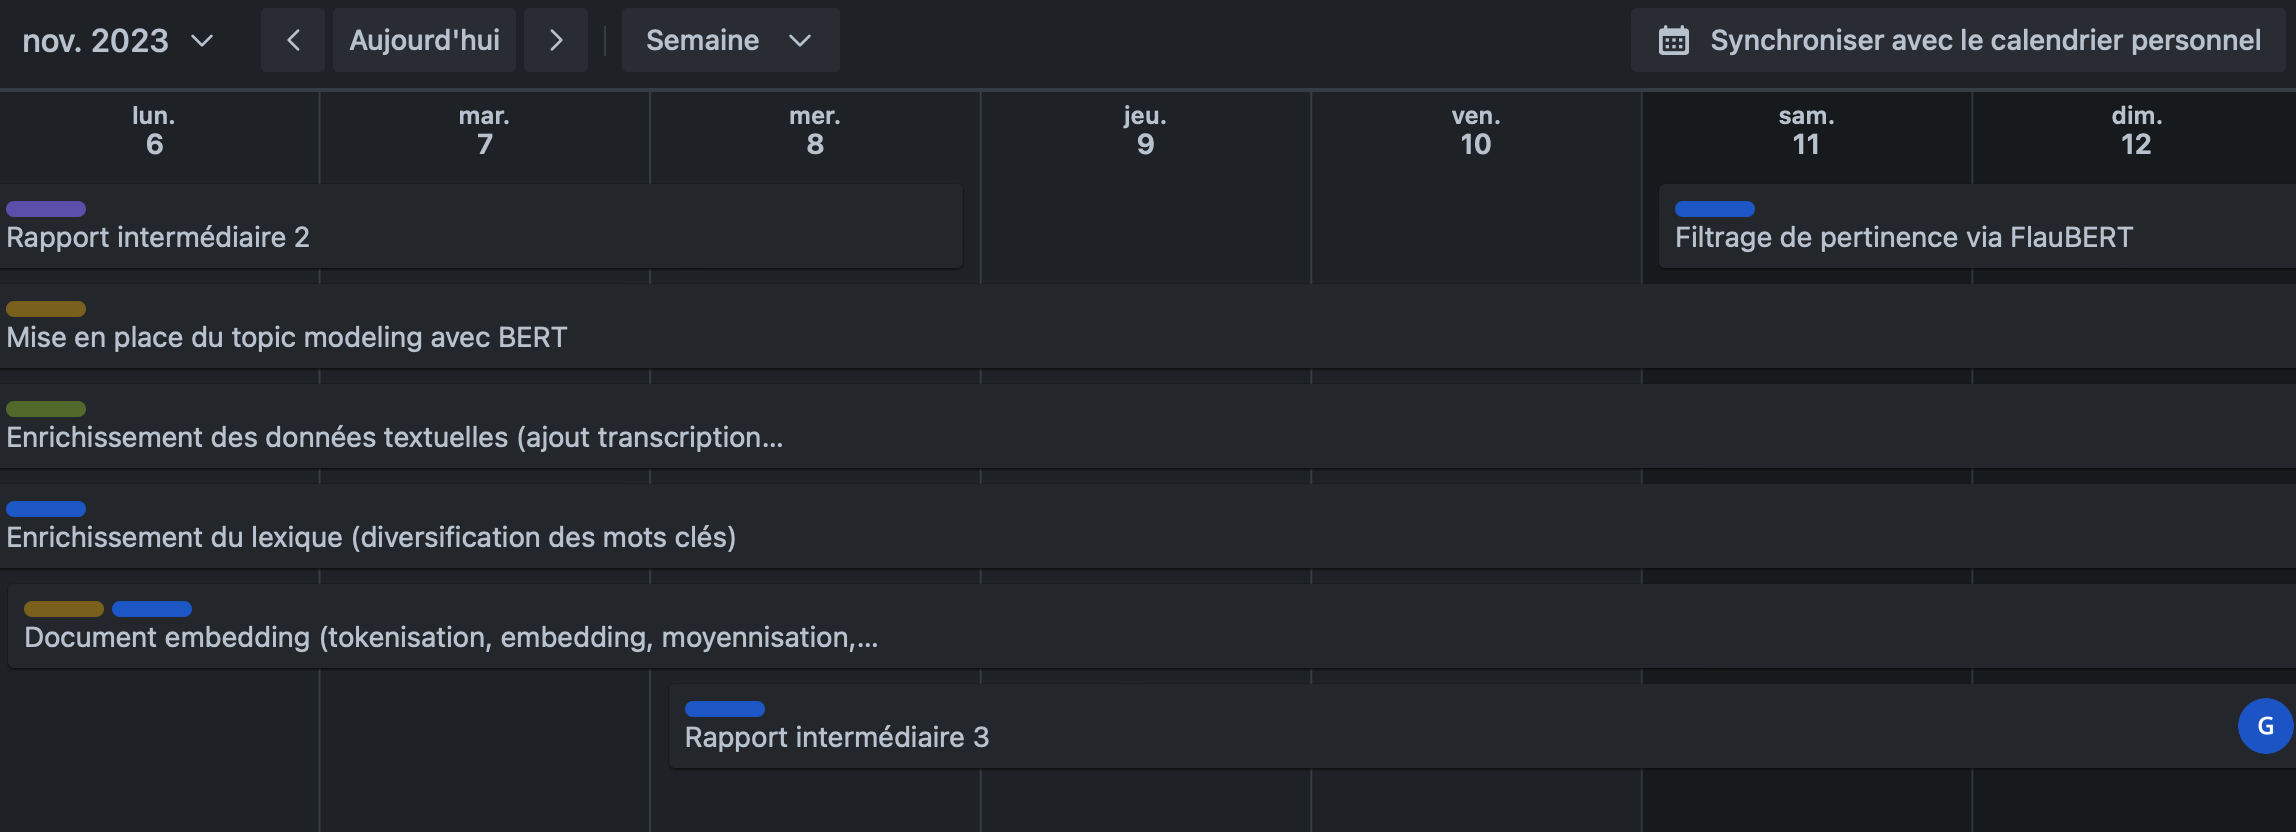 nov. 2023 Aujourd'hui Semaine Synchroniser avec le calendrier personnel
lun. mar. mer. jeu. ven. sam. dim.
6 7 8 9 10 11 12
Rapport intermédiaire 2 Filtrage de pertinence via FlauBERT
Mise en place du topic modeling avec BERT
Enrichissement des données textuelles (ajout transcription...
Enrichissement du lexique (diversification des mots clés)
Document embedding (tokenisation, embedding, moyennisation,...
Rapport intermédiaire 3 G